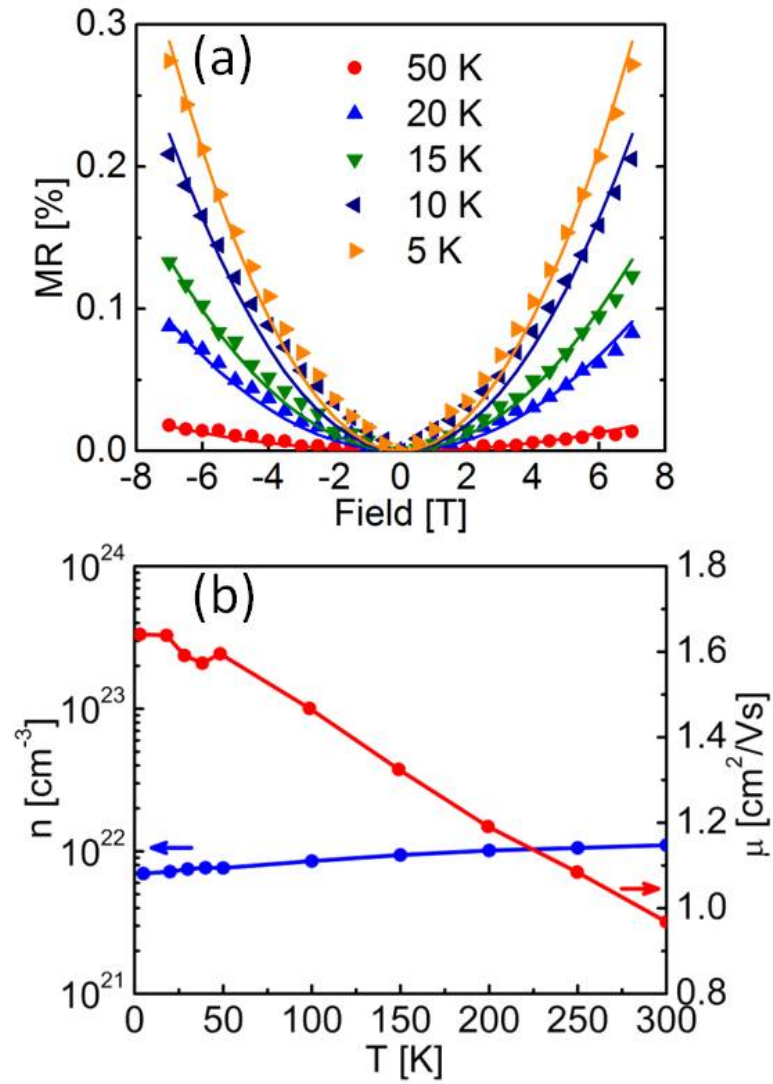 (a)
0.3
0.2
0.1
0.0
MR [%]
50 K
20 K
15 K
10 K
5 K
-8 -6 -4 -2 0 2 4 6 8
Field [T]
(b)
10^24
10^23
10^22
10^21
n [cm^-3]
1.8
1.6
1.4
1.2
1.0
0.8
μ [cm^2/Vs]
0 50 100 150 200 250 300
T [K]